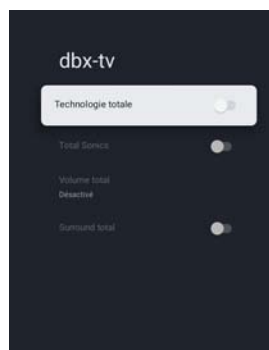 dbx-tv
Technologie totale
Total Sonics
Volume total
Désactivé
Surround total